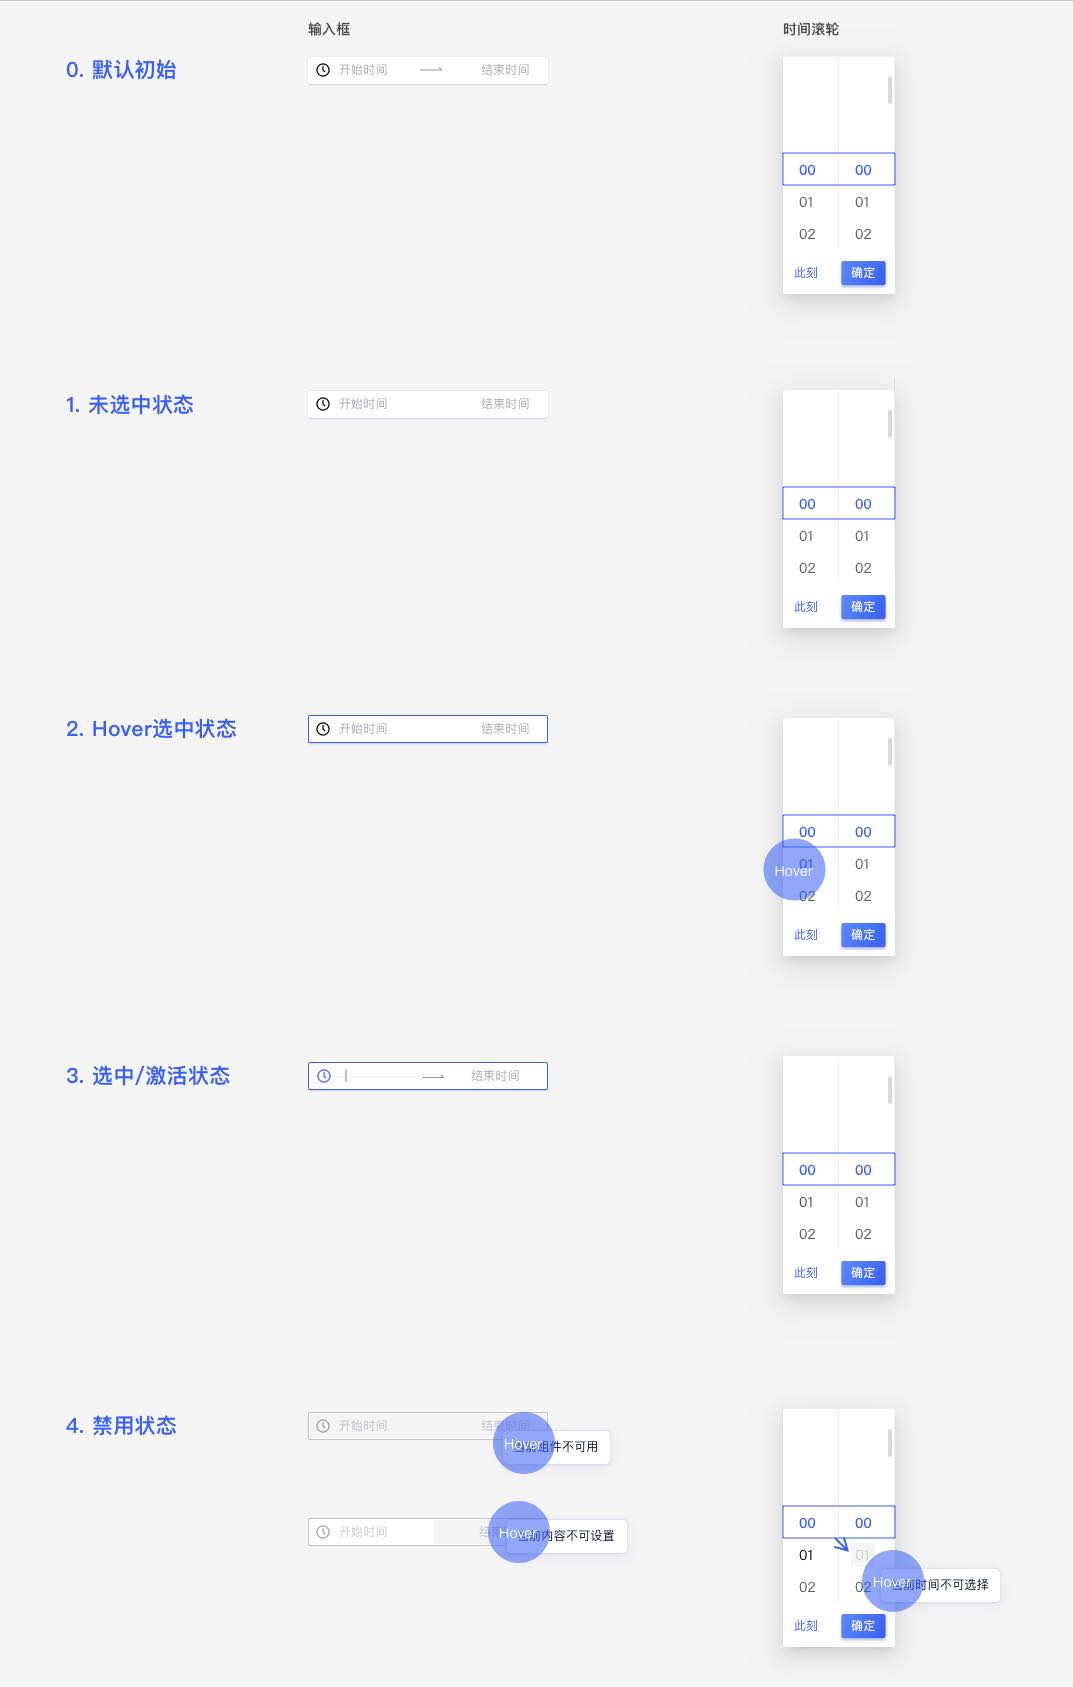 输入框
时间滚轮
0. 默认初始
开始时间
结束时间
00 00
01 01
02 02
此刻 确定
1. 未选中状态
开始时间
结束时间
00 00
01 01
02 02
此刻 确定
2. Hover选中状态
开始时间
结束时间
00 00
01 01
Hover
02 02
此刻 确定
3. 选中/激活状态
结束时间
00 00
01 01
02 02
此刻 确定
4. 禁用状态
开始时间
结束时间
Hover
当前组件不可用
开始时间
结
Hover
当前内容不可设置
00 00
01 01
Hover
当前时间不可选择
02 02
此刻 确定